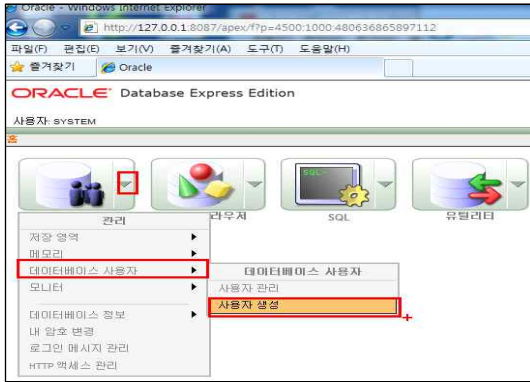 Oracle - Windows Internet Explorer
http://127.0.0.1:8087/apex/f?p=4500:1000:480636865897112
파일(F) 편집(E) 보기(V) 즐겨찾기(A) 도구(T) 도움말(H)
즐겨찾기 Oracle
ORACLE Database Express Edition
사용자: SYSTEM
홈
관리
라우저
SQL
유틸리티
저장 영역
메모리
데이터베이스 사용자
모니터
데이터베이스 정보
내 암호 변경
로그인 메시지 관리
HTTP 액세스 관리
데이터베이스 사용자
사용자 관리
사용자 생성